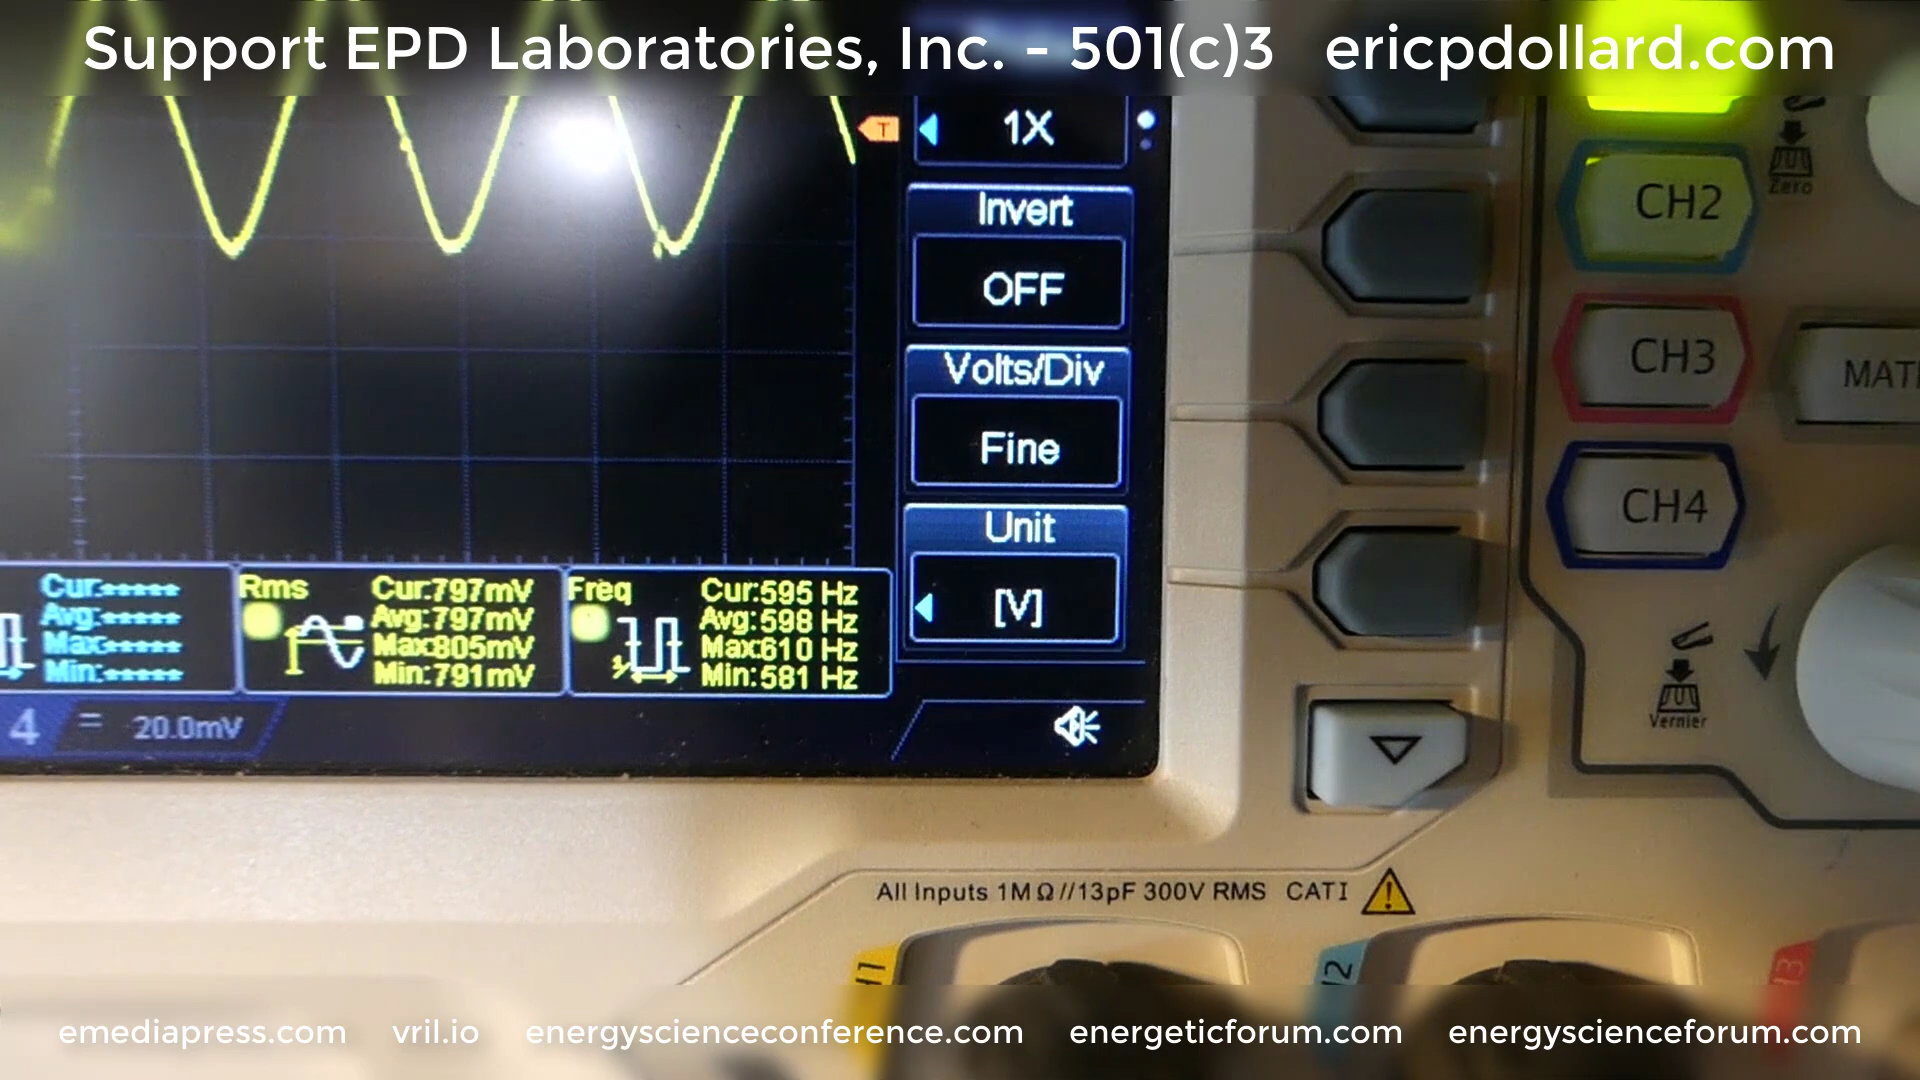 Support EPD Laboratories, Inc. - 501(c)3 ericpdollard.com
T
1X
Invert
OFF
Volts/Div
Fine
Unit
[V]
Zero
CH2
CH3
MAT
CH4
Vernier
Cur:*****
Avg:*****
Max:*****
Min:*****
Rms
Cur:797mV
Avg:797mV
Max:805mV
Min:791mV
Freq
Cur:595 Hz
Avg:598 Hz
Max:610 Hz
Min:581 Hz
4 = 20.0mV
All Inputs 1MΩ//13pF 300V RMS CAT I
emediapress.com vril.io energyscienceconference.com energeticforum.com energyscienceforum.com